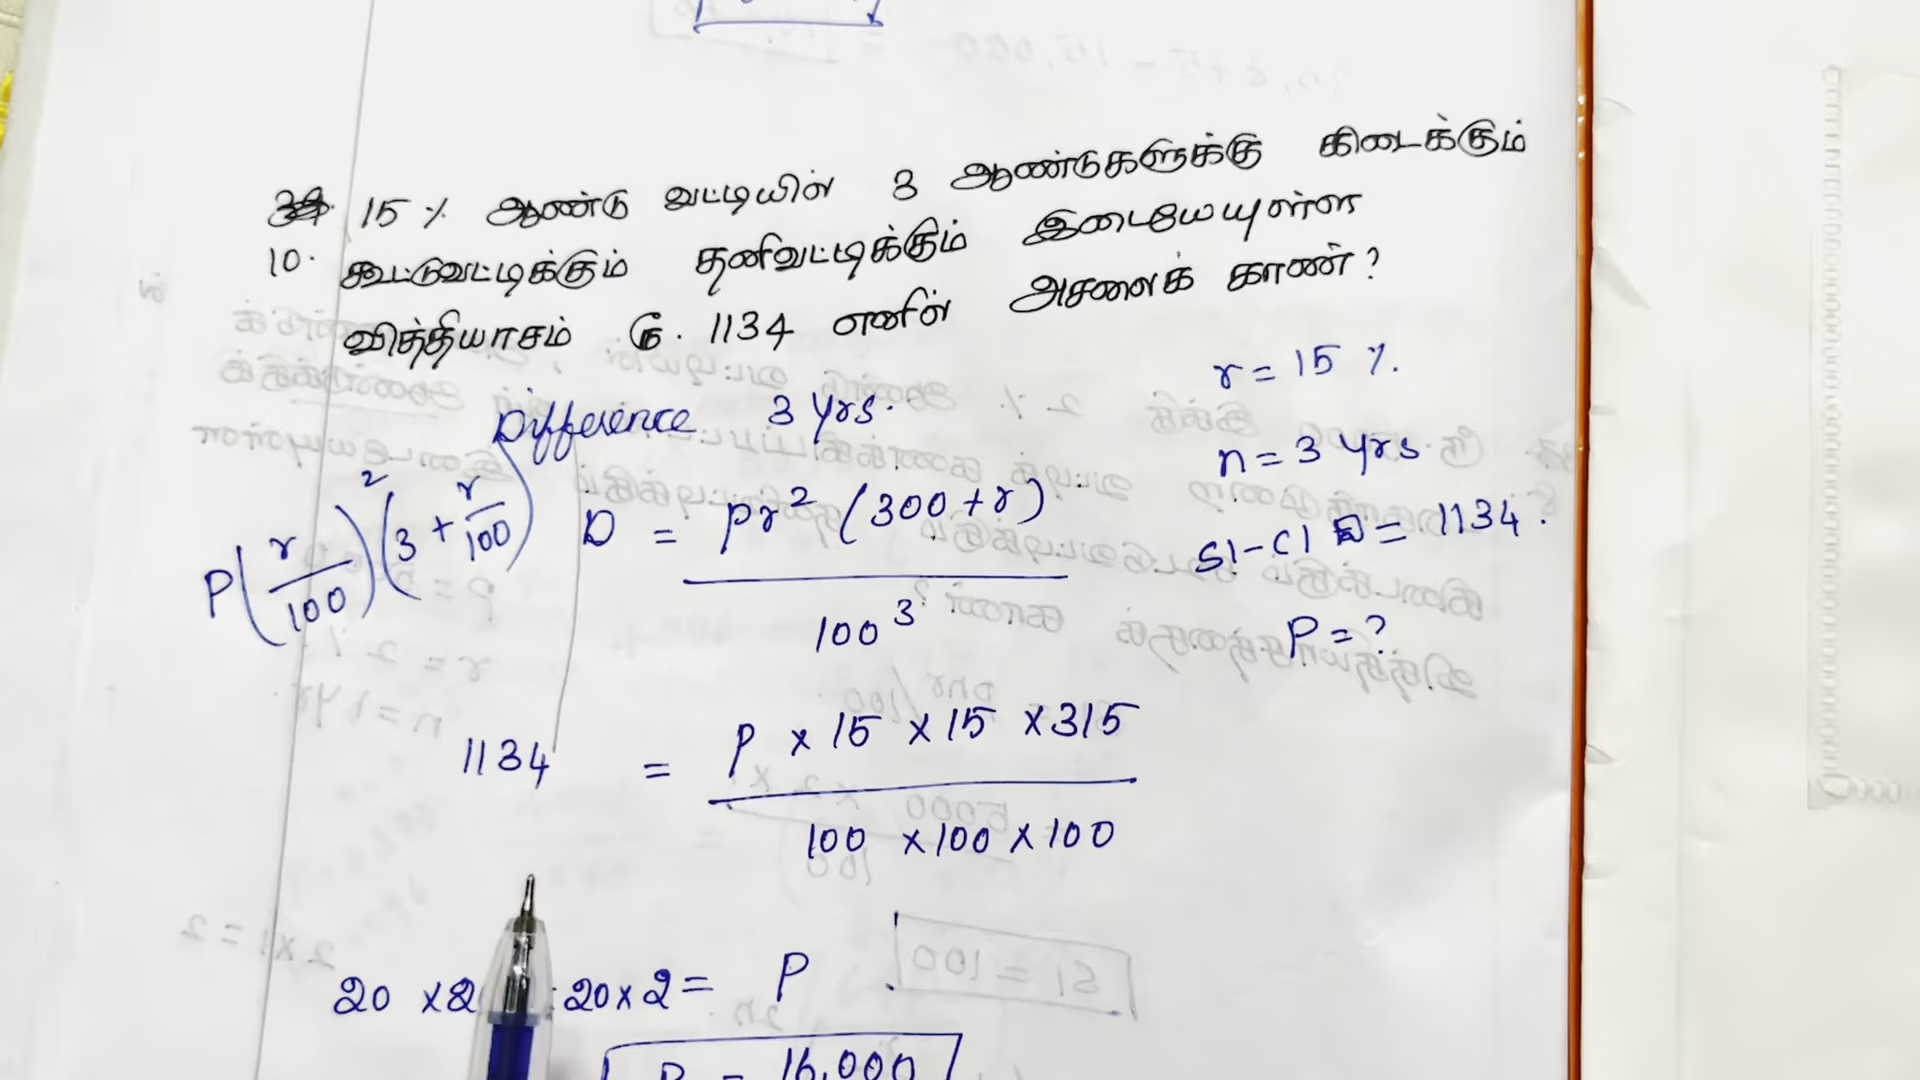 15 % ஆண்டு வட்டியில் 3 ஆண்டுகளுக்கு கிடைக்கும்
10. கூட்டுவட்டிக்கும் தனிவட்டிக்கும் இடையேயுள்ள
வித்தியாசம் ரூ. 1134 எனின் அசலைக் காண்?
r = 15 %.
Difference 3 yrs.
n = 3 yrs
P(r/100)²(3 + r/100)
D = pr² (300 + r) / 100³
SI-CI D = 1134.
P = ?
1134 = P × 15 × 15 × 315 / 100 × 100 × 100
20 × 2 20 × 2 = P
P = 16,000